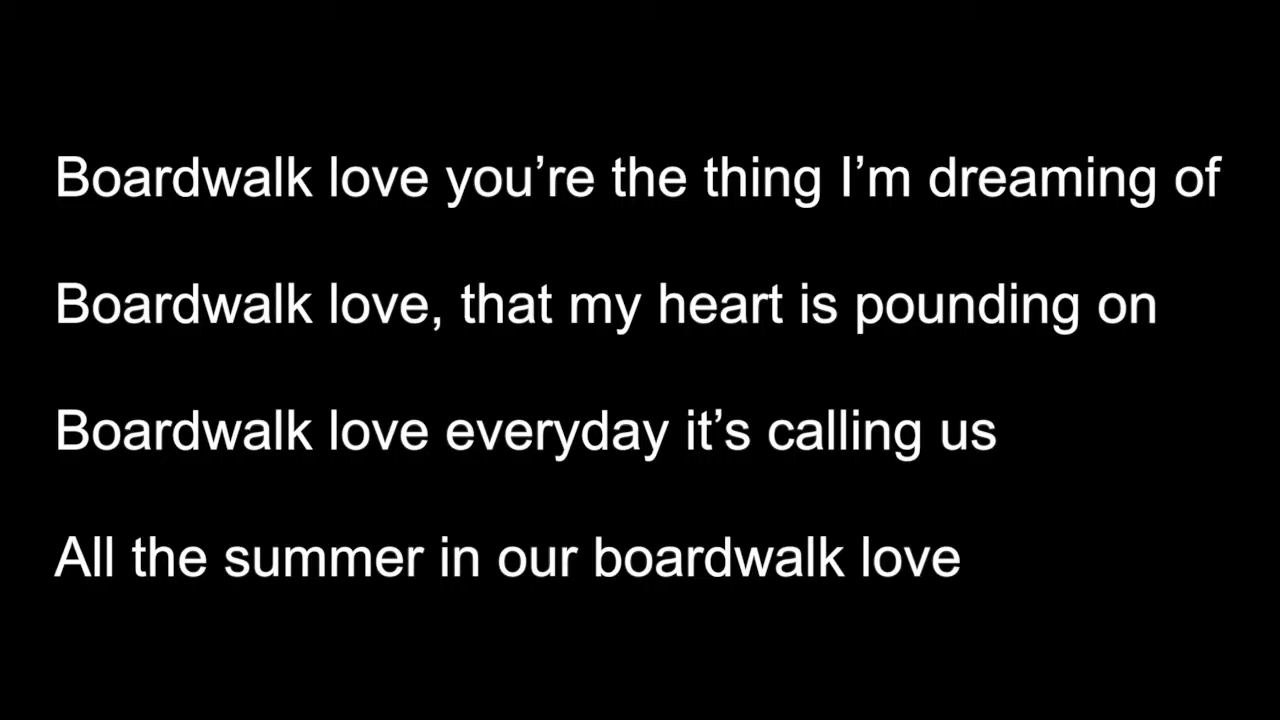 Boardwalk love you’re the thing I’m dreaming of
Boardwalk love, that my heart is pounding on
Boardwalk love everyday it’s calling us
All the summer in our boardwalk love